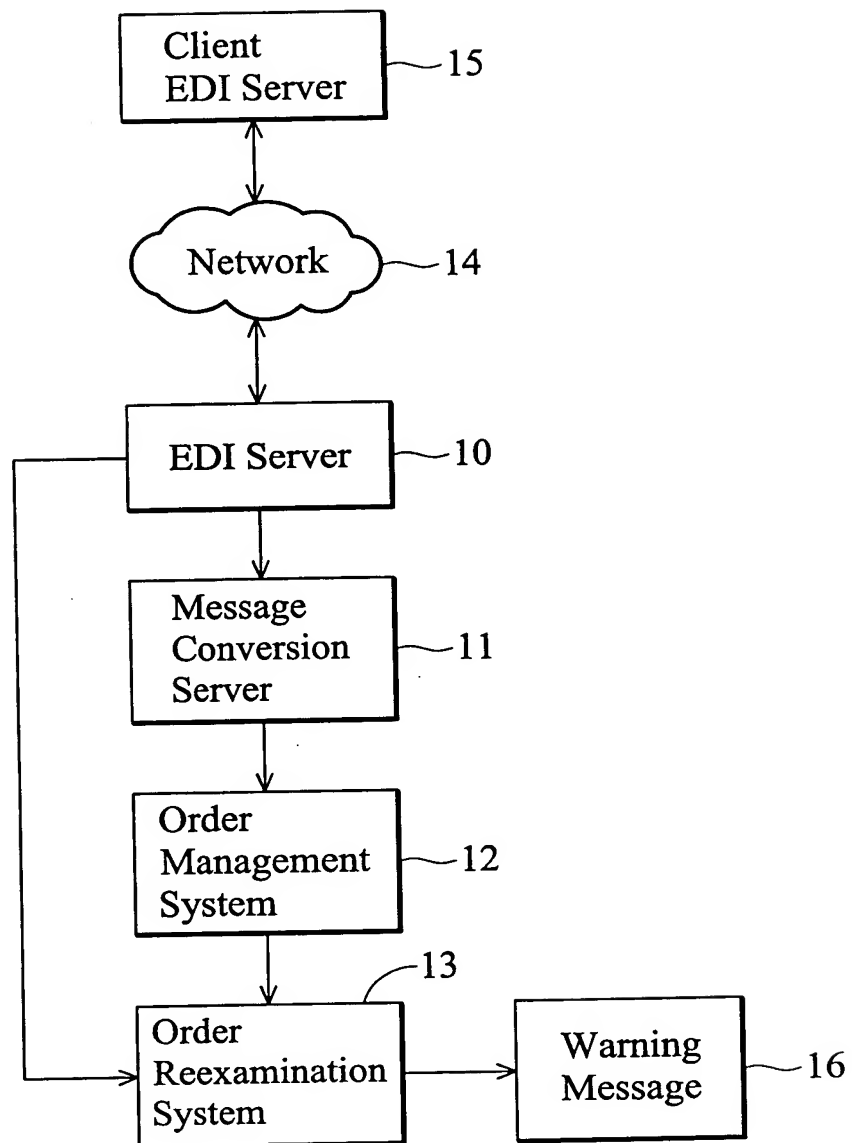 Client
EDI Server
15
Network
14
EDI Server
10
Message
Conversion
Server
11
Order
Management
System
12
13
Order
Reexamination
System
Warning
Message
16